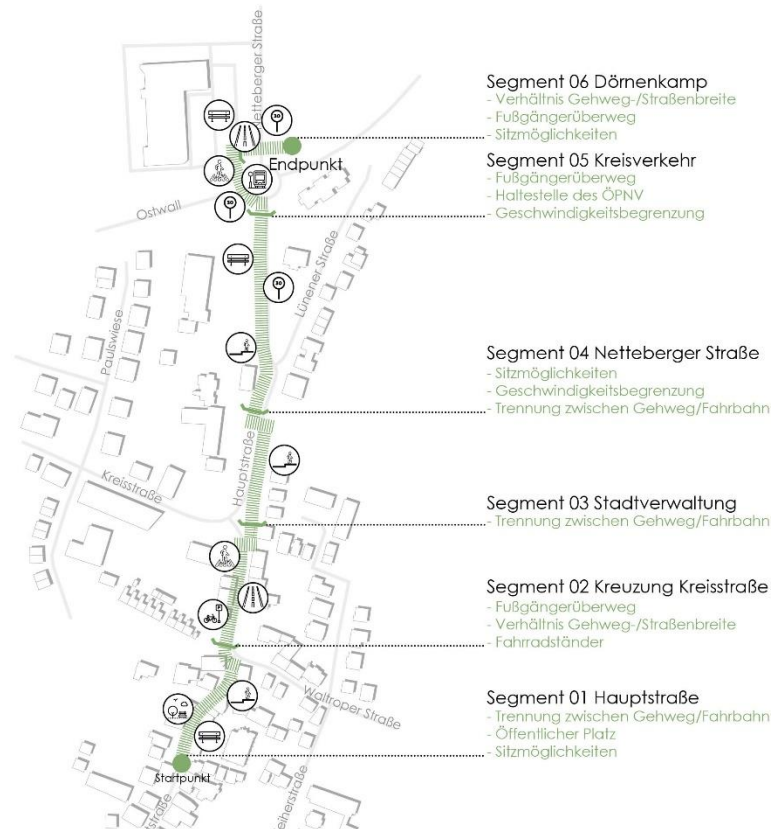 Netteberger Straße
Endpunkt
Ostwall
Lünener Straße
Paulswiese
Hauptstraße
Kreisstraße
Waltroper Straße
Startpunkt
30
30
30
P
Segment 06 Dörnenkamp
- Verhältnis Gehweg-/Straßenbreite
- Fußgängerüberweg
- Sitzmöglichkeiten
Segment 05 Kreisverkehr
- Fußgängerüberweg
- Haltestelle des ÖPNV
- Geschwindigkeitsbegrenzung
Segment 04 Netteberger Straße
- Sitzmöglichkeiten
- Geschwindigkeitsbegrenzung
- Trennung zwischen Gehweg/Fahrbahn
Segment 03 Stadtverwaltung
- Trennung zwischen Gehweg/Fahrbahn
Segment 02 Kreuzung Kreisstraße
- Fußgängerüberweg
- Verhältnis Gehweg-/Straßenbreite
- Fahrradständer
Segment 01 Hauptstraße
- Trennung zwischen Gehweg/Fahrbahn
- Öffentlicher Platz
- Sitzmöglichkeiten